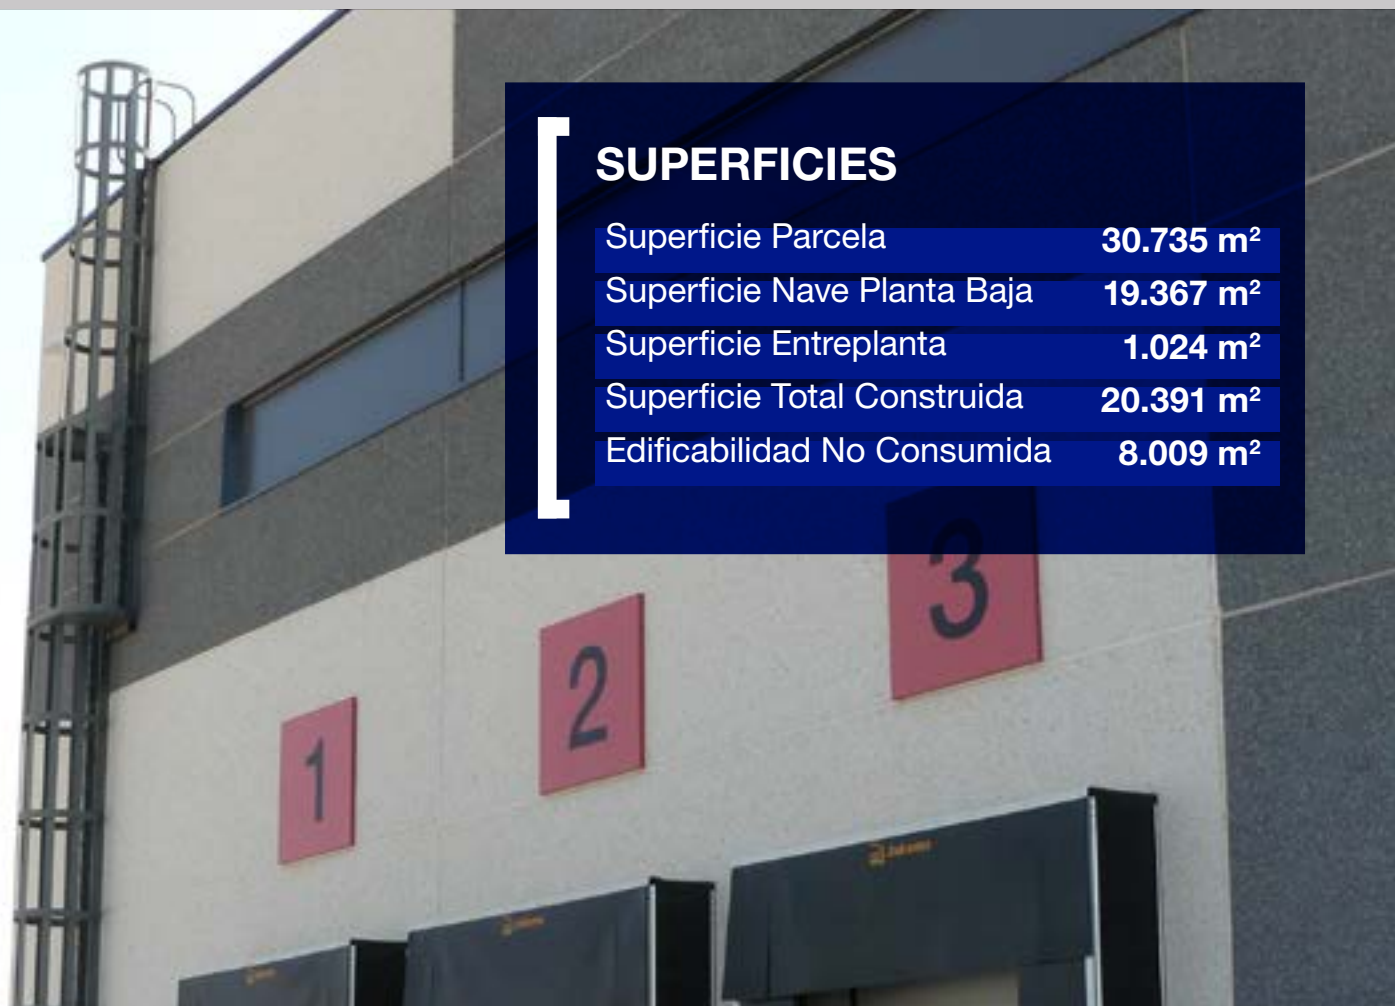 SUPERFICIES
Superficie Parcela 30.735 m²
Superficie Nave Planta Baja 19.367 m²
Superficie Entreplanta 1.024 m²
Superficie Total Construida 20.391 m²
Edificabilidad No Consumida 8.009 m²
3
2
1